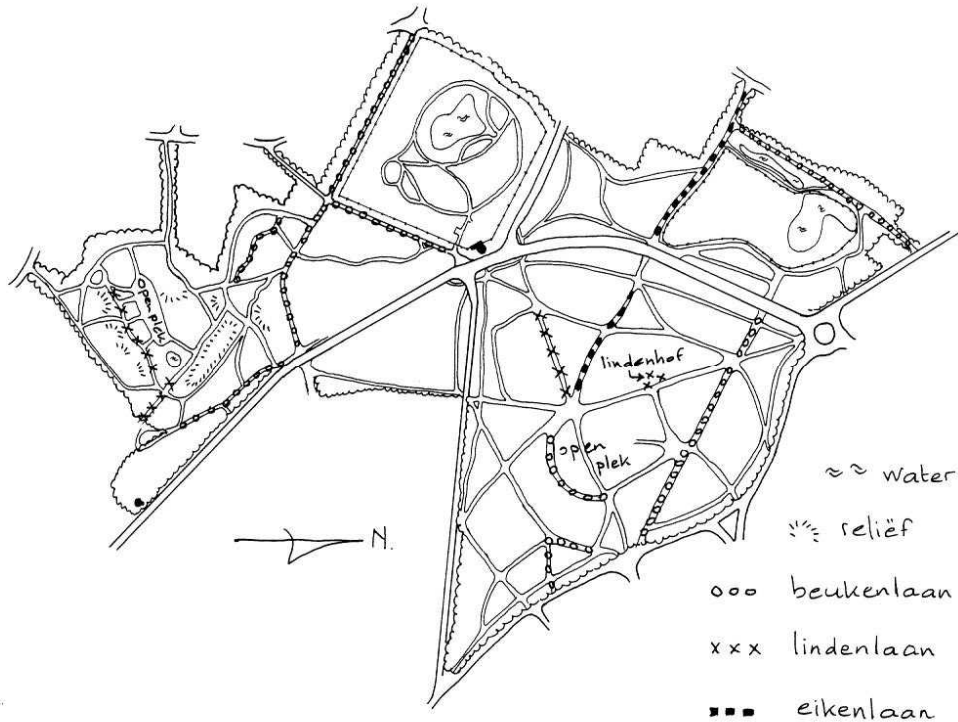 open plek
lindenhof
open
plek
N.
water
reliëf
beukenlaan
lindenlaan
eikenlaan